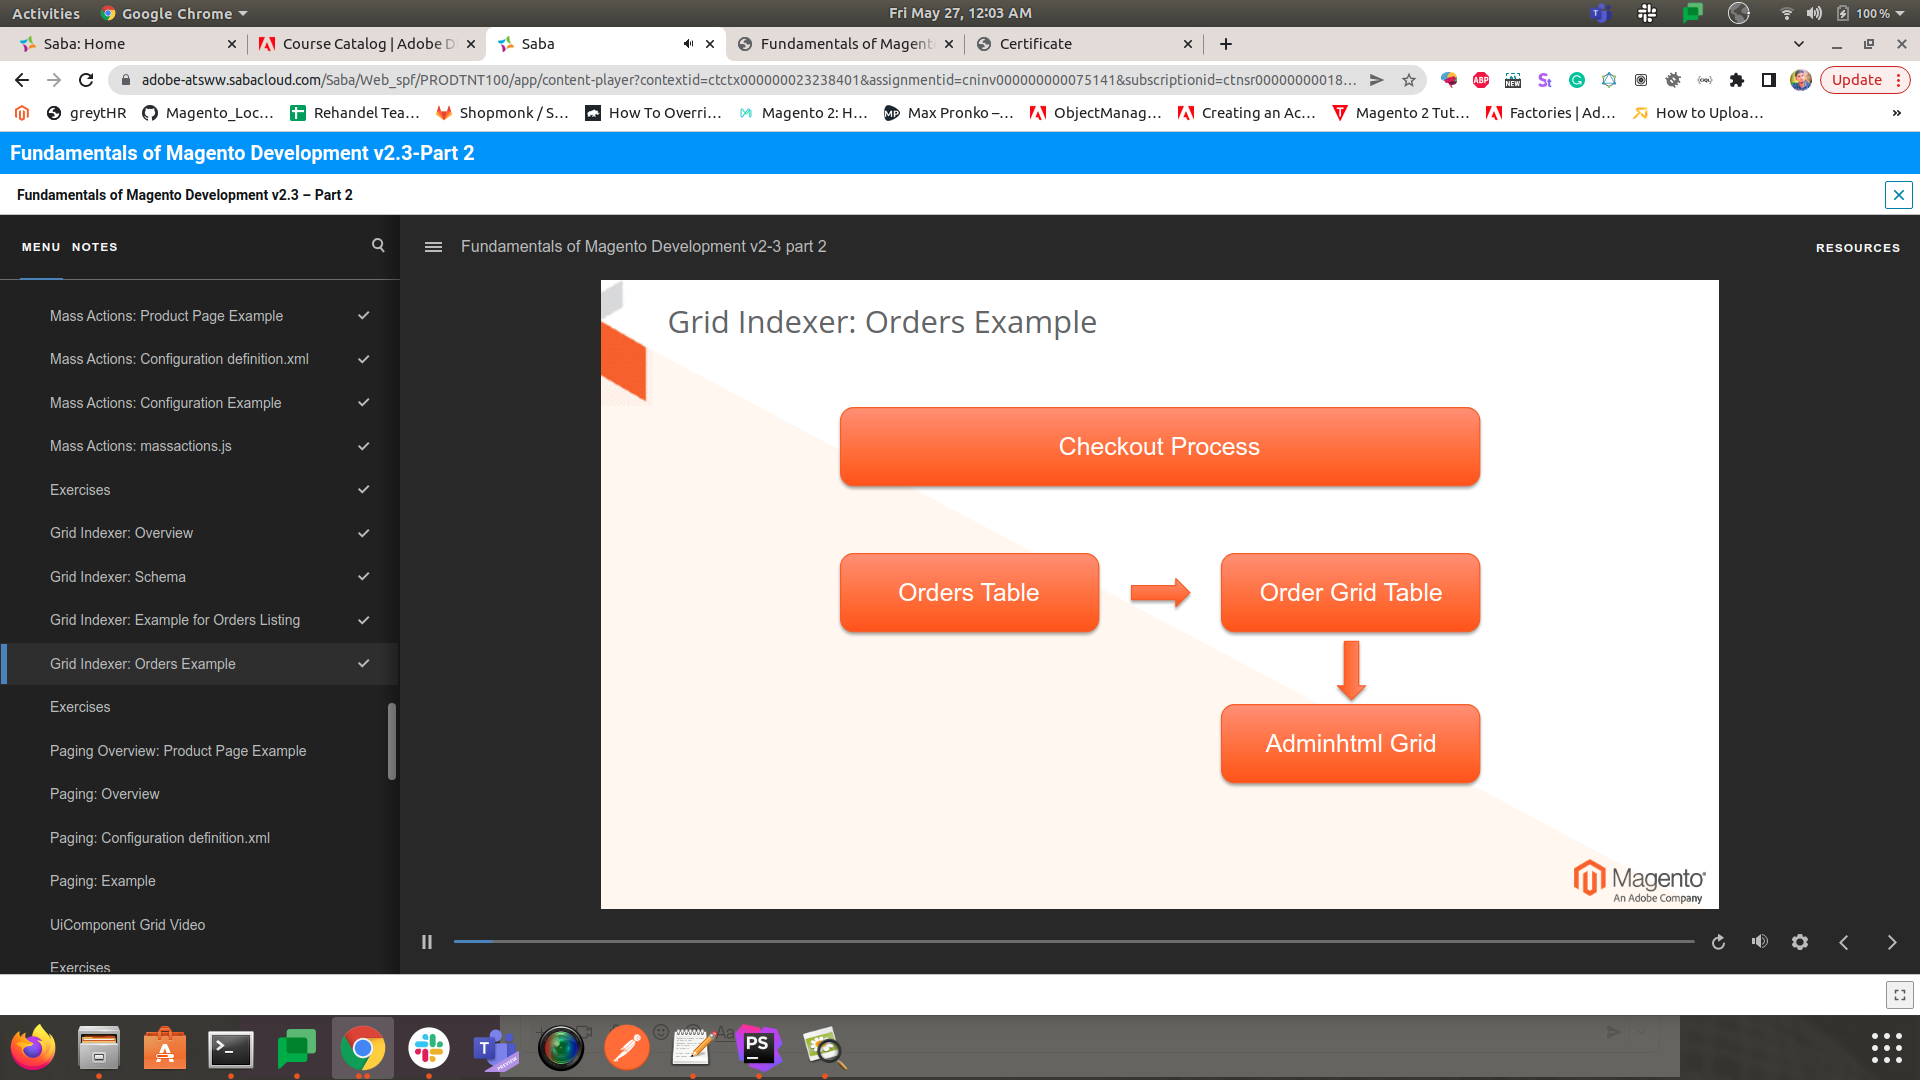 Activities
Google Chrome
Fri May 27, 12:03 AM
100 %
Saba: Home
Course Catalog | Adobe D
Saba
Fundamentals of Magent
Certificate
adobe-atsww.sabacloud.com/Saba/Web_spf/PRODTNT100/app/content-player?contextid=ctctx000000023238401&assignmentid=cninv000000000075141&subscriptionid=ctnsr00000000018...
ABP
NEW
St
Update
greytHR
Magento_Loc...
Rehandel Tea...
Shopmonk / S...
How To Overri...
Magento 2: H...
Max Pronko –...
ObjectManag...
Creating an Ac...
Magento 2 Tut...
Factories | Ad...
How to Uploa...
Fundamentals of Magento Development v2.3-Part 2
Fundamentals of Magento Development v2.3 – Part 2
MENU
NOTES
Fundamentals of Magento Development v2-3 part 2
RESOURCES
Mass Actions: Product Page Example
Mass Actions: Configuration definition.xml
Mass Actions: Configuration Example
Mass Actions: massactions.js
Exercises
Grid Indexer: Overview
Grid Indexer: Schema
Grid Indexer: Example for Orders Listing
Grid Indexer: Orders Example
Exercises
Paging Overview: Product Page Example
Paging: Overview
Paging: Configuration definition.xml
Paging: Example
UiComponent Grid Video
Exercises
Grid Indexer: Orders Example
Checkout Process
Orders Table
Order Grid Table
Adminhtml Grid
Magento
An Adobe Company
PS
Aa